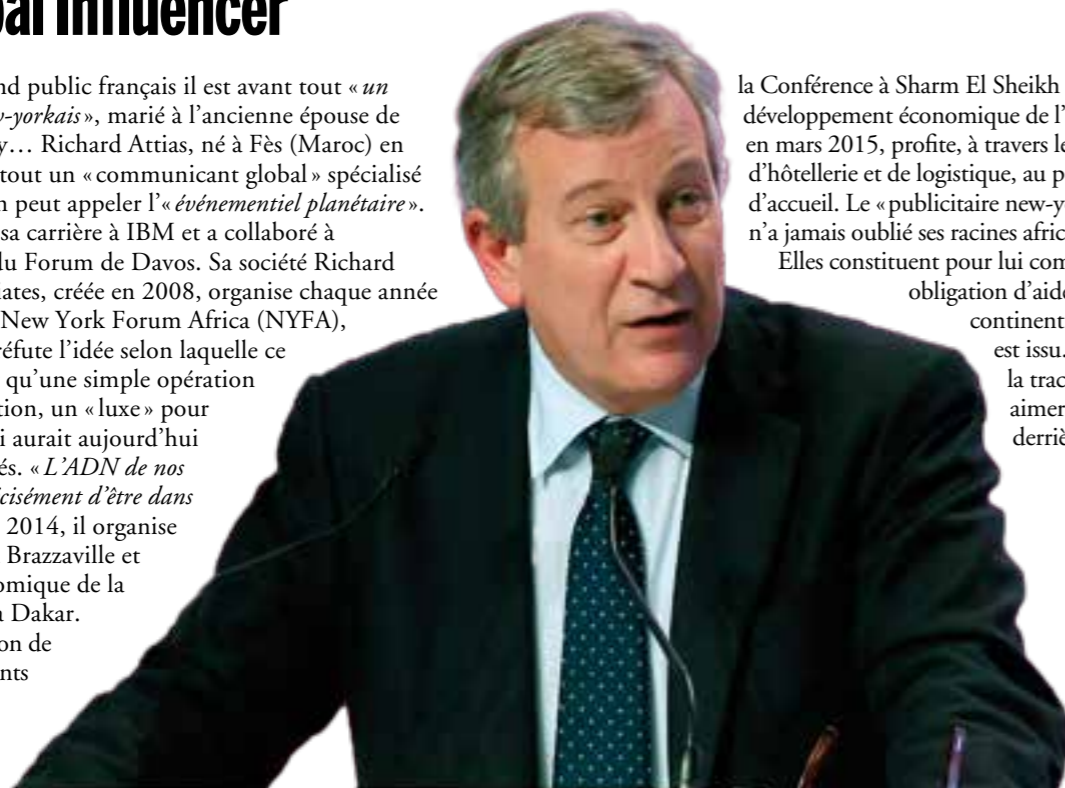 bal Influencer
nd public français il est avant tout « un
w-yorkais », marié à l'ancienne épouse de
y… Richard Attias, né à Fès (Maroc) en
tout un « communicant global » spécialisé
n peut appeler l'« événementiel planétaire ».
sa carrière à IBM et a collaboré à
du Forum de Davos. Sa société Richard
iates, créée en 2008, organise chaque année
New York Forum Africa (NYFA),
réfute l'idée selon laquelle ce
qu'une simple opération
tion, un « luxe » pour
i aurait aujourd'hui
és. « L'ADN de nos
cisément d'être dans
2014, il organise
Brazzaville et
omique de la
à Dakar.
on de
nts
la Conférence à Sharm El Sheikh
développement économique de l'
en mars 2015, profite, à travers le
d'hôtellerie et de logistique, au p
d'accueil. Le « publicitaire new-y
n'a jamais oublié ses racines afric
Elles constituent pour lui com
obligation d'aide
continent
est issu.
la trac
aimer
derriè